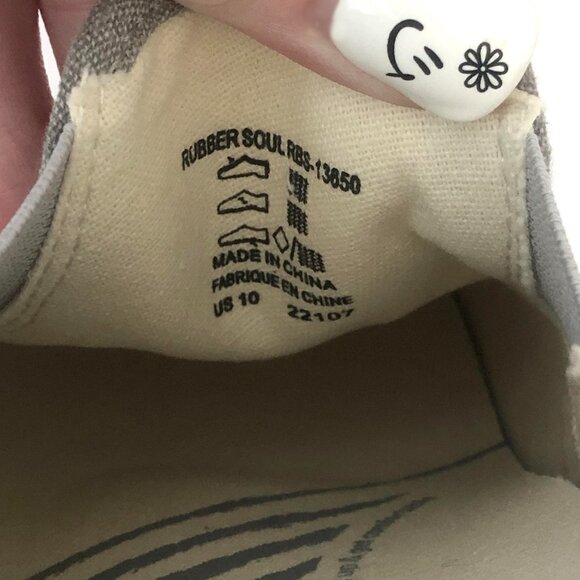 RUBBER SOUL RBS-13650
MADE IN CHINA
FABRIQUE EN CHINE
US 10 22107